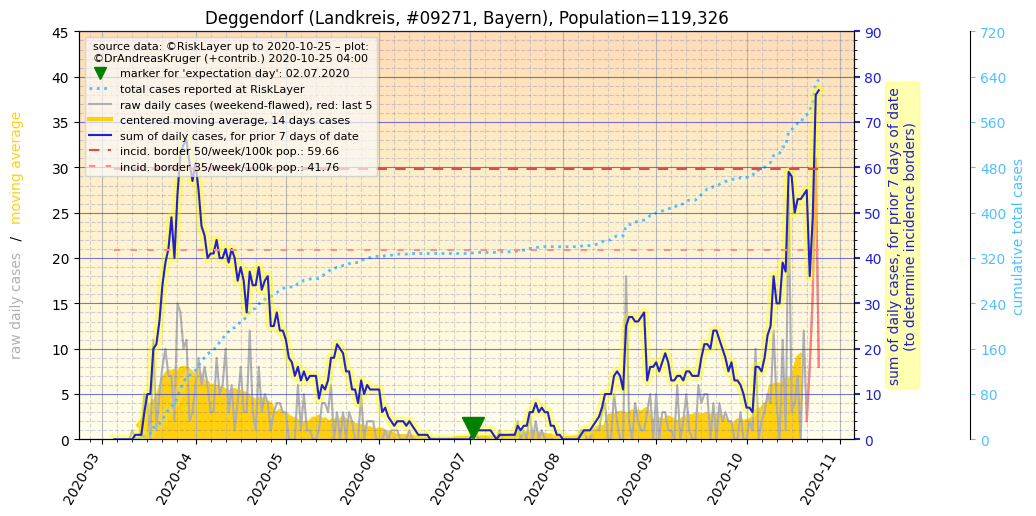 Deggendorf (Landkreis, #09271, Bayern), Population=119,326
source data: ©RiskLayer up to 2020-10-25 – plot:
©DrAndreasKruger (+contrib.) 2020-10-25 04:00
marker for 'expectation day': 02.07.2020
total cases reported at RiskLayer
raw daily cases (weekend-flawed), red: last 5
centered moving average, 14 days cases
sum of daily cases, for prior 7 days of date
incid. border 50/week/100k pop.: 59.66
incid. border 35/week/100k pop.: 41.76
raw daily cases / moving average
45
40
35
30
25
20
15
10
5
0
90
80
70
60
50
40
30
20
10
0
sum of daily cases, for prior 7 days of date
(to determine incidence borders)
720
640
560
480
400
320
240
160
80
0
cumulative total cases
2020-03
2020-04
2020-05
2020-06
2020-07
2020-08
2020-09
2020-10
2020-11